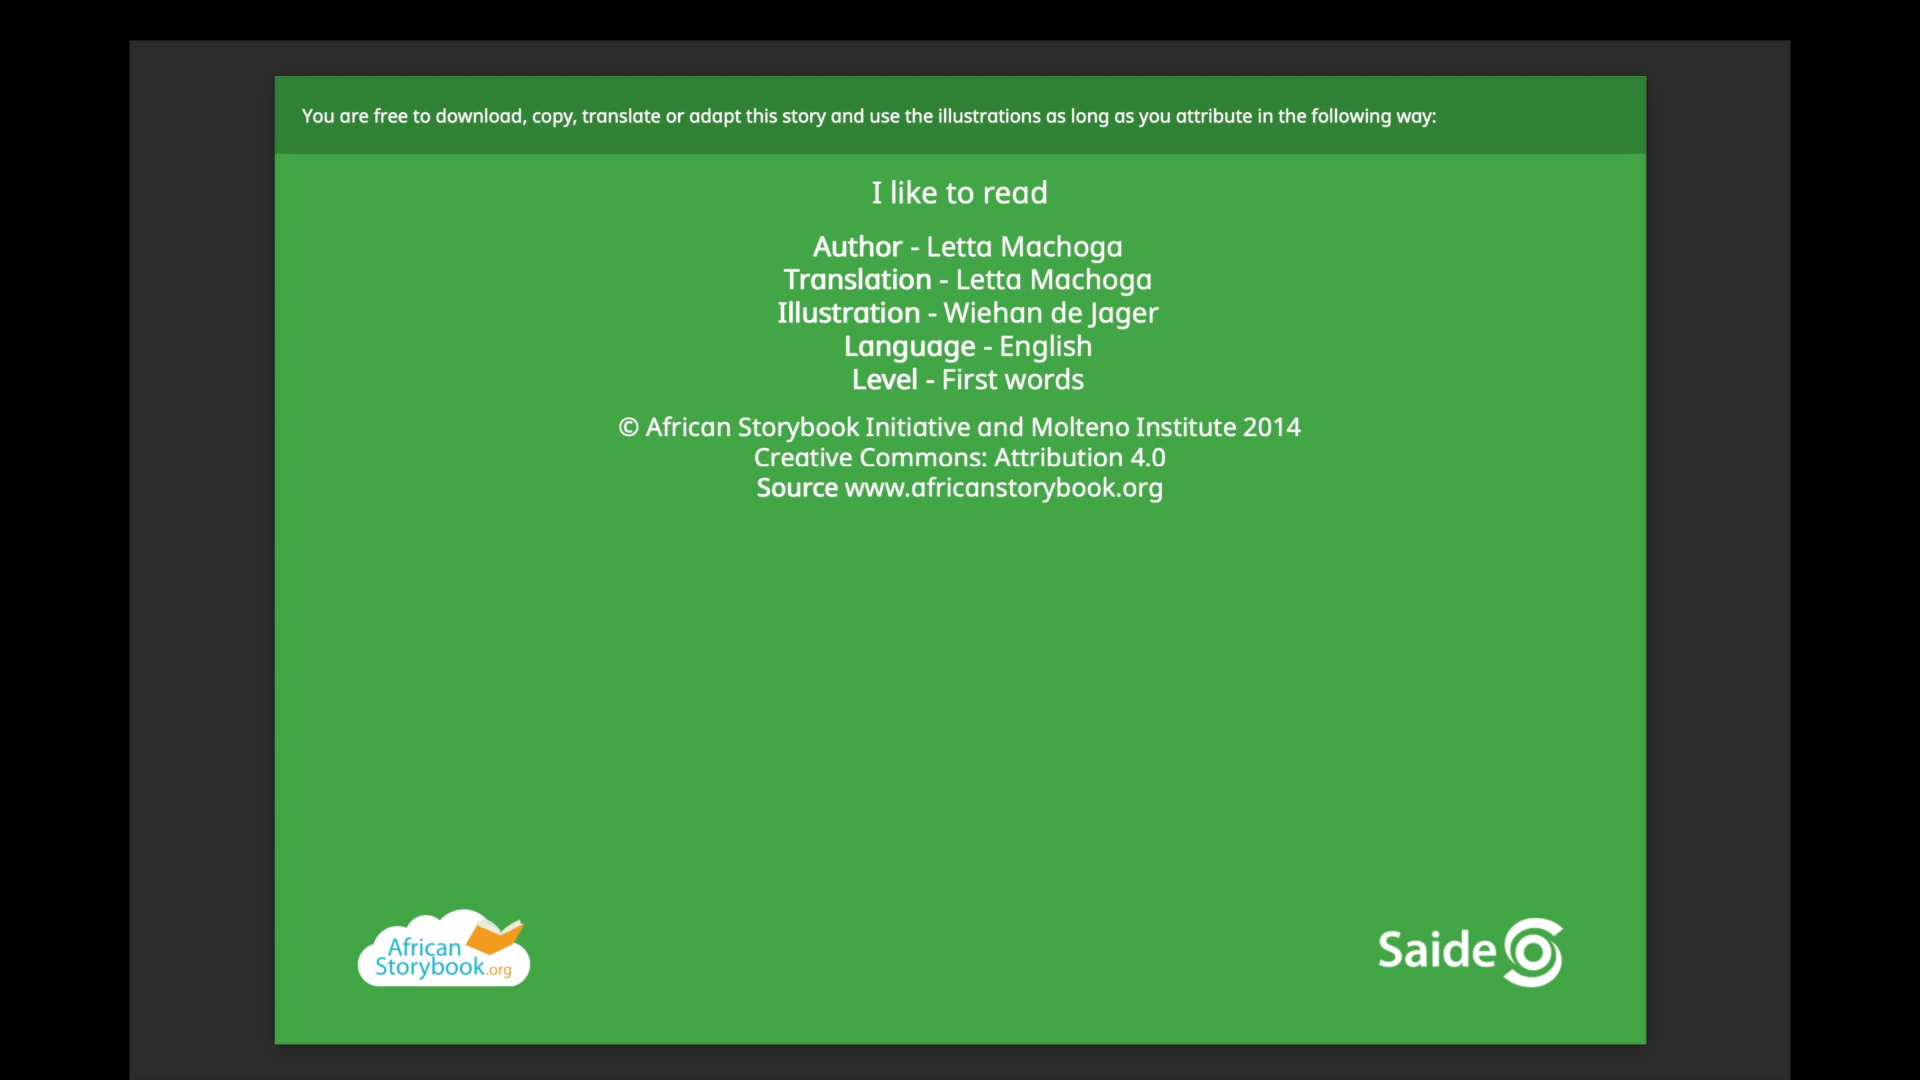 You are free to download, copy, translate or adapt this story and use the illustrations as long as you attribute in the following way:
I like to read
Author - Letta Machoga
Translation - Letta Machoga
Illustration - Wiehan de Jager
Language - English
Level - First words
© African Storybook Initiative and Molteno Institute 2014
Creative Commons: Attribution 4.0
Source www.africanstorybook.org
African
Storybook.org
Saide